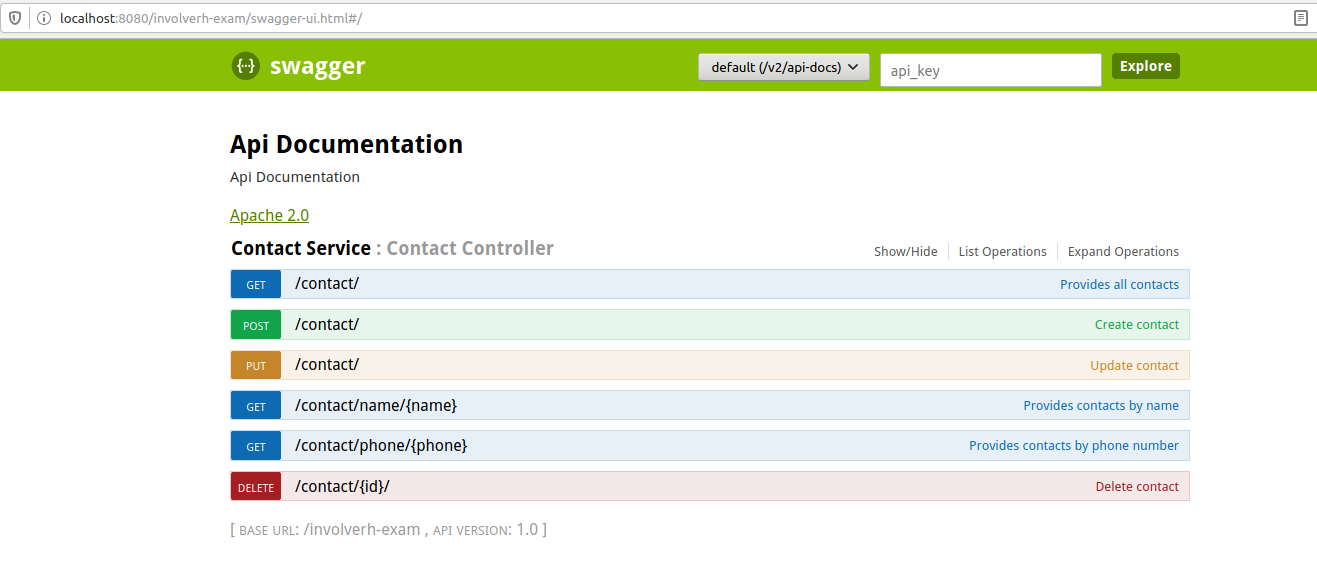 localhost:8080/involverh-exam/swagger-ui.html#/
{··} swagger default (/v2/api-docs) api_key Explore
Api Documentation
Api Documentation
Apache 2.0
Contact Service : Contact Controller Show/Hide List Operations Expand Operations
GET /contact/ Provides all contacts
POST /contact/ Create contact
PUT /contact/ Update contact
GET /contact/name/{name} Provides contacts by name
GET /contact/phone/{phone} Provides contacts by phone number
DELETE /contact/{id}/ Delete contact
[ BASE URL: /involverh-exam , API VERSION: 1.0 ]